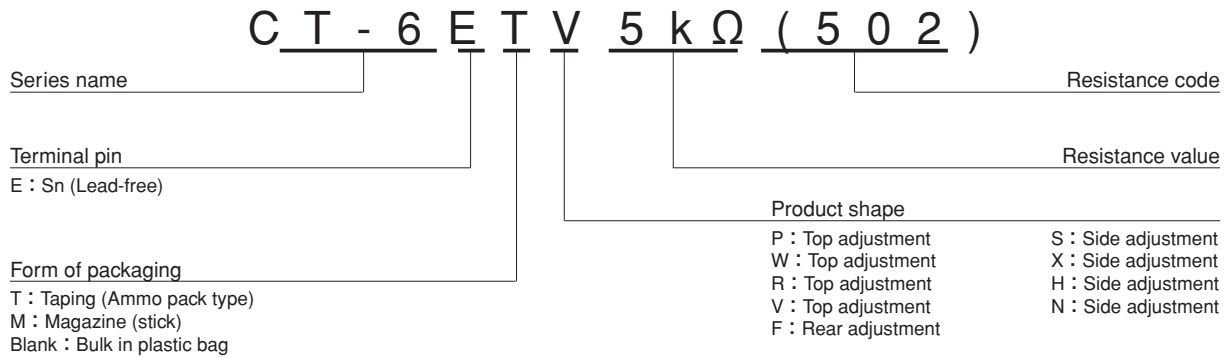 C T - 6 E T V 5 k Ω ( 5 0 2 )
Series name
Resistance code
Terminal pin
E：Sn (Lead-free)
Resistance value
Product shape
P：Top adjustment
W：Top adjustment
R：Top adjustment
V：Top adjustment
F：Rear adjustment
S：Side adjustment
X：Side adjustment
H：Side adjustment
N：Side adjustment
Form of packaging
T：Taping (Ammo pack type)
M：Magazine (stick)
Blank：Bulk in plastic bag